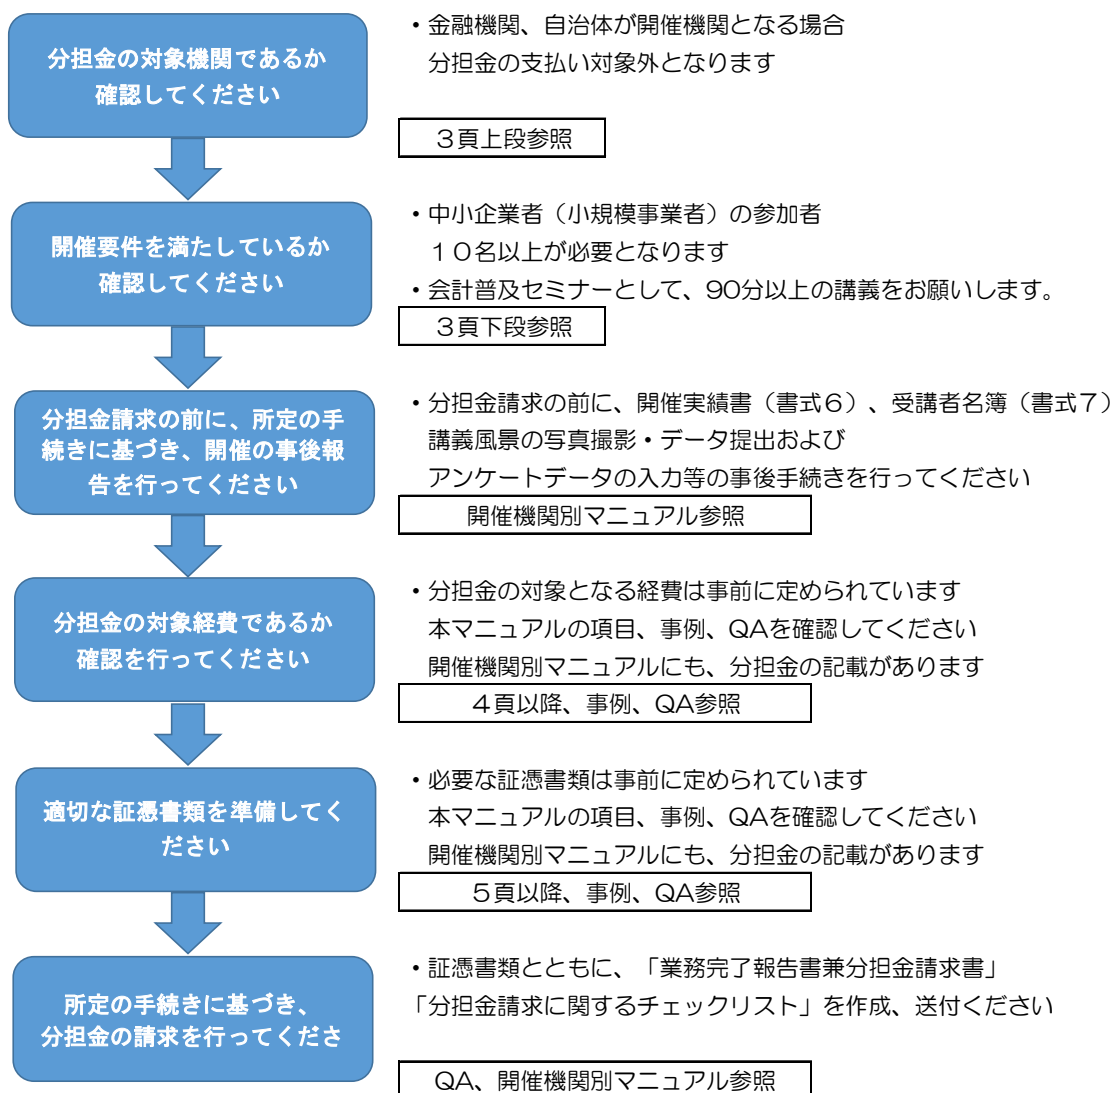 分担金の対象機関であるか
確認してください
・金融機関、自治体が開催機関となる場合
分担金の支払い対象外となります
３頁上段参照
開催要件を満たしているか
確認してください
・中小企業者（小規模事業者）の参加者
１０名以上が必要となります
・会計普及セミナーとして、90分以上の講義をお願いします。
３頁下段参照
分担金請求の前に、所定の手
続きに基づき、開催の事後報
告を行ってください
・分担金請求の前に、開催実績書（書式６）、受講者名簿（書式７）
講義風景の写真撮影・データ提出および
アンケートデータの入力等の事後手続きを行ってください
開催機関別マニュアル参照
分担金の対象経費であるか
確認を行ってください
・分担金の対象となる経費は事前に定められています
本マニュアルの項目、事例、QAを確認してください
開催機関別マニュアルにも、分担金の記載があります
４頁以降、事例、QA参照
適切な証憑書類を準備してく
ださい
・必要な証憑書類は事前に定められています
本マニュアルの項目、事例、QAを確認してください
開催機関別マニュアルにも、分担金の記載があります
５頁以降、事例、QA参照
所定の手続きに基づき、
分担金の請求を行ってくださ
・証憑書類とともに、「業務完了報告書兼分担金請求書」
「分担金請求に関するチェックリスト」を作成、送付ください
QA、開催機関別マニュアル参照